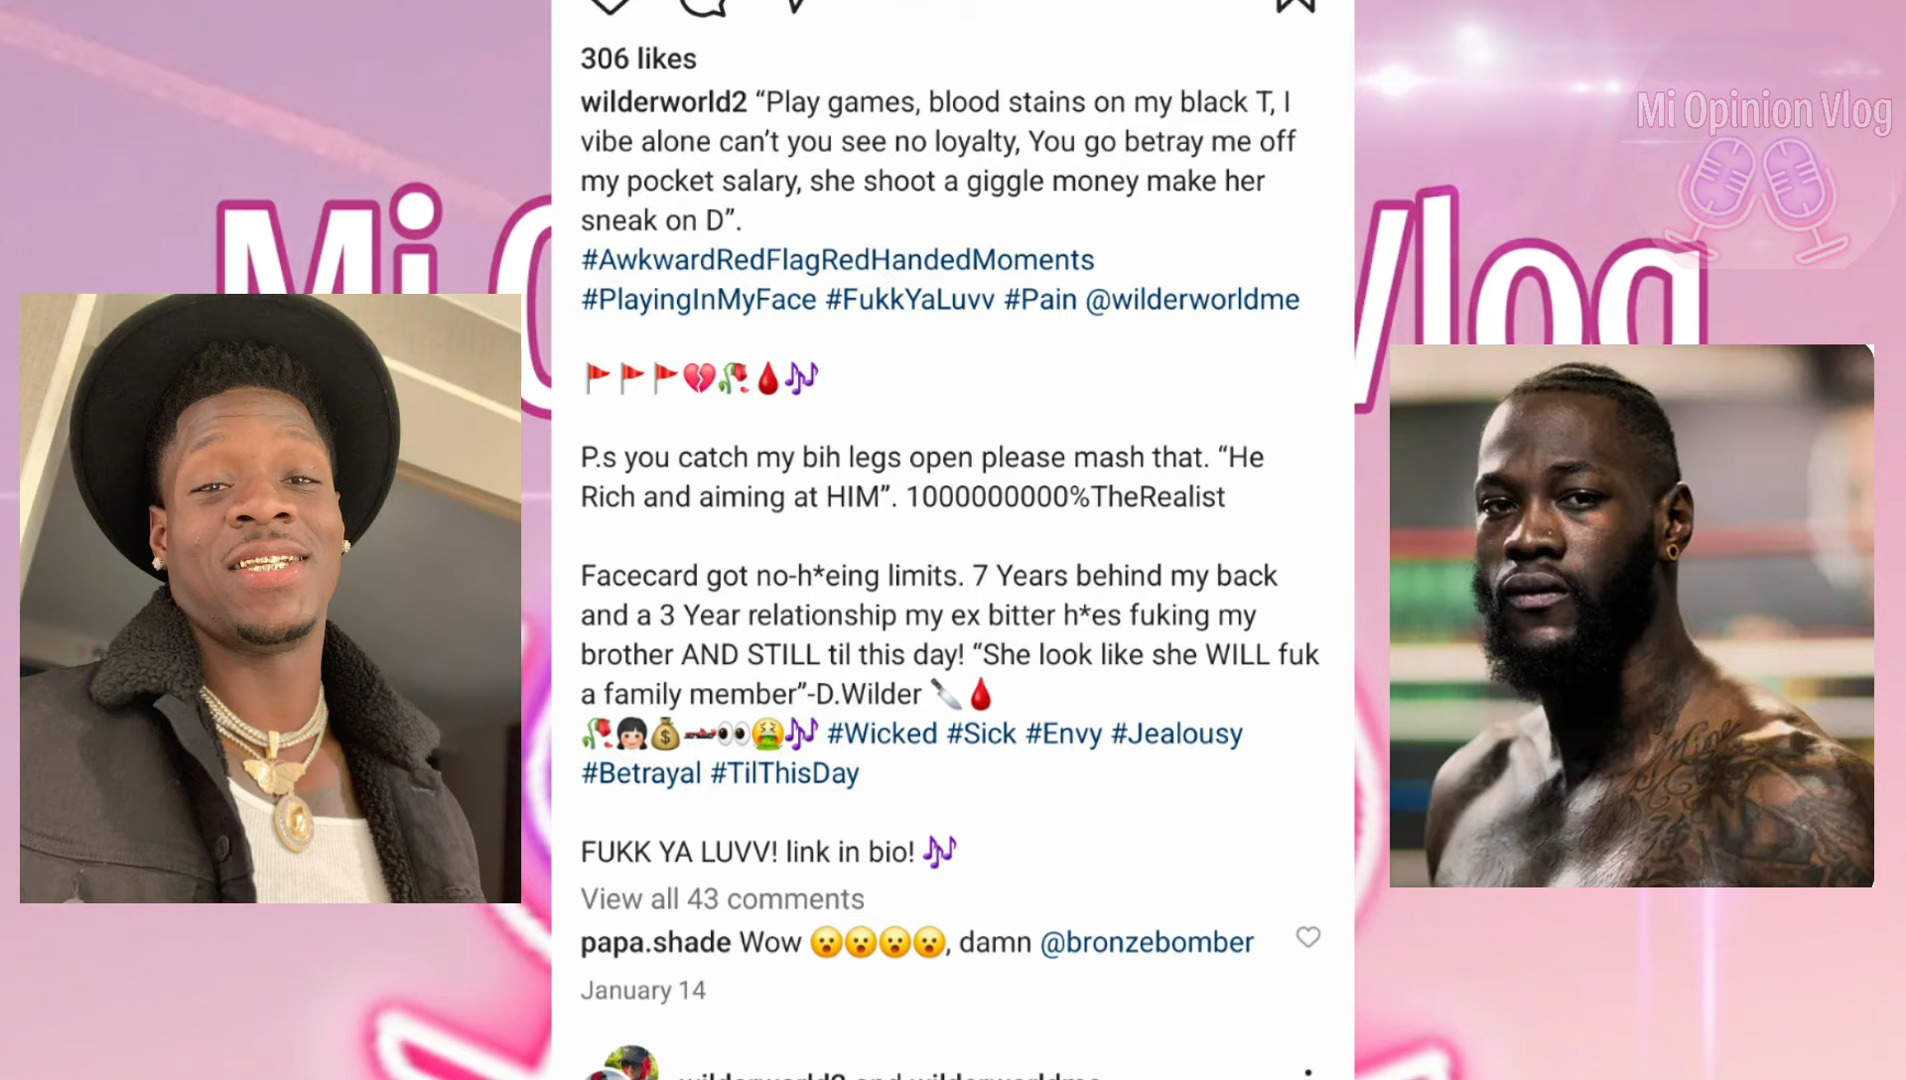 306 likes
wilderworld2 “Play games, blood stains on my black T, I
vibe alone can’t you see no loyalty, You go betray me off
my pocket salary, she shoot a giggle money make her
sneak on D”.
#AwkwardRedFlagRedHandedMoments
#PlayingInMyFace #FukkYaLuvv #Pain @wilderworldme
🚩🚩🚩💔🥀🩸🎶
P.s you catch my bih legs open please mash that. “He
Rich and aiming at HIM”. 1000000000%TheRealist
Facecard got no-h*eing limits. 7 Years behind my back
and a 3 Year relationship my ex bitter h*es fuking my
brother AND STILL til this day! “She look like she WILL fuk
a family member”-D.Wilder 🔪🩸
🥀👩🏻💰🏎️👀🤮🎶 #Wicked #Sick #Envy #Jealousy
#Betrayal #TilThisDay
FUKK YA LUVV! link in bio! 🎶
View all 43 comments
papa.shade Wow 😮😮😮😮, damn @bronzebomber
January 14
Mi Opinion Vlog
Mi O
Vlog